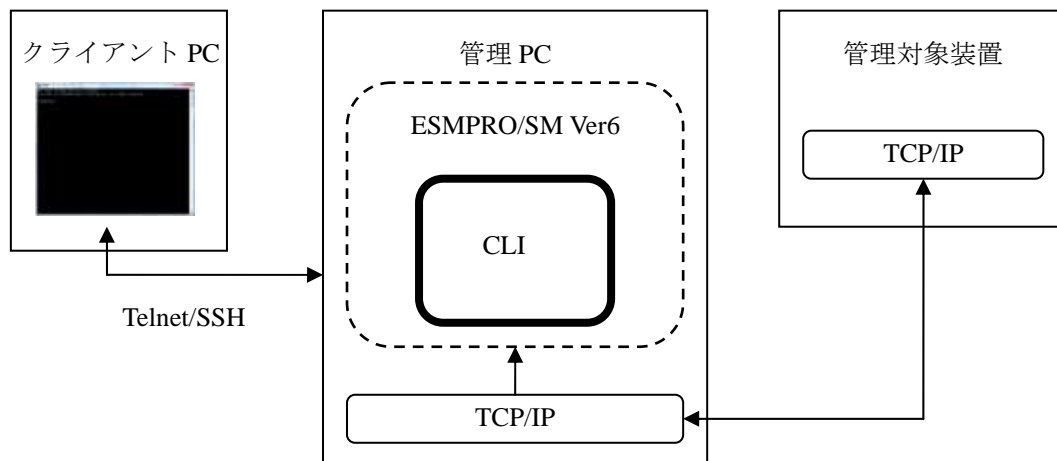 クライアント PC
Telnet/SSH
管理 PC
ESMPRO/SM Ver6
CLI
TCP/IP
管理対象装置
TCP/IP